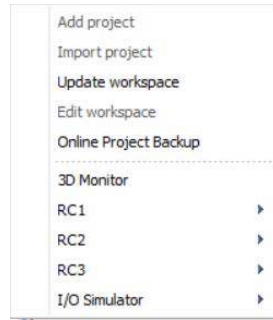 Add project
Import project
Update workspace
Edit workspace
Online Project Backup
3D Monitor
RC1
RC2
RC3
I/O Simulator